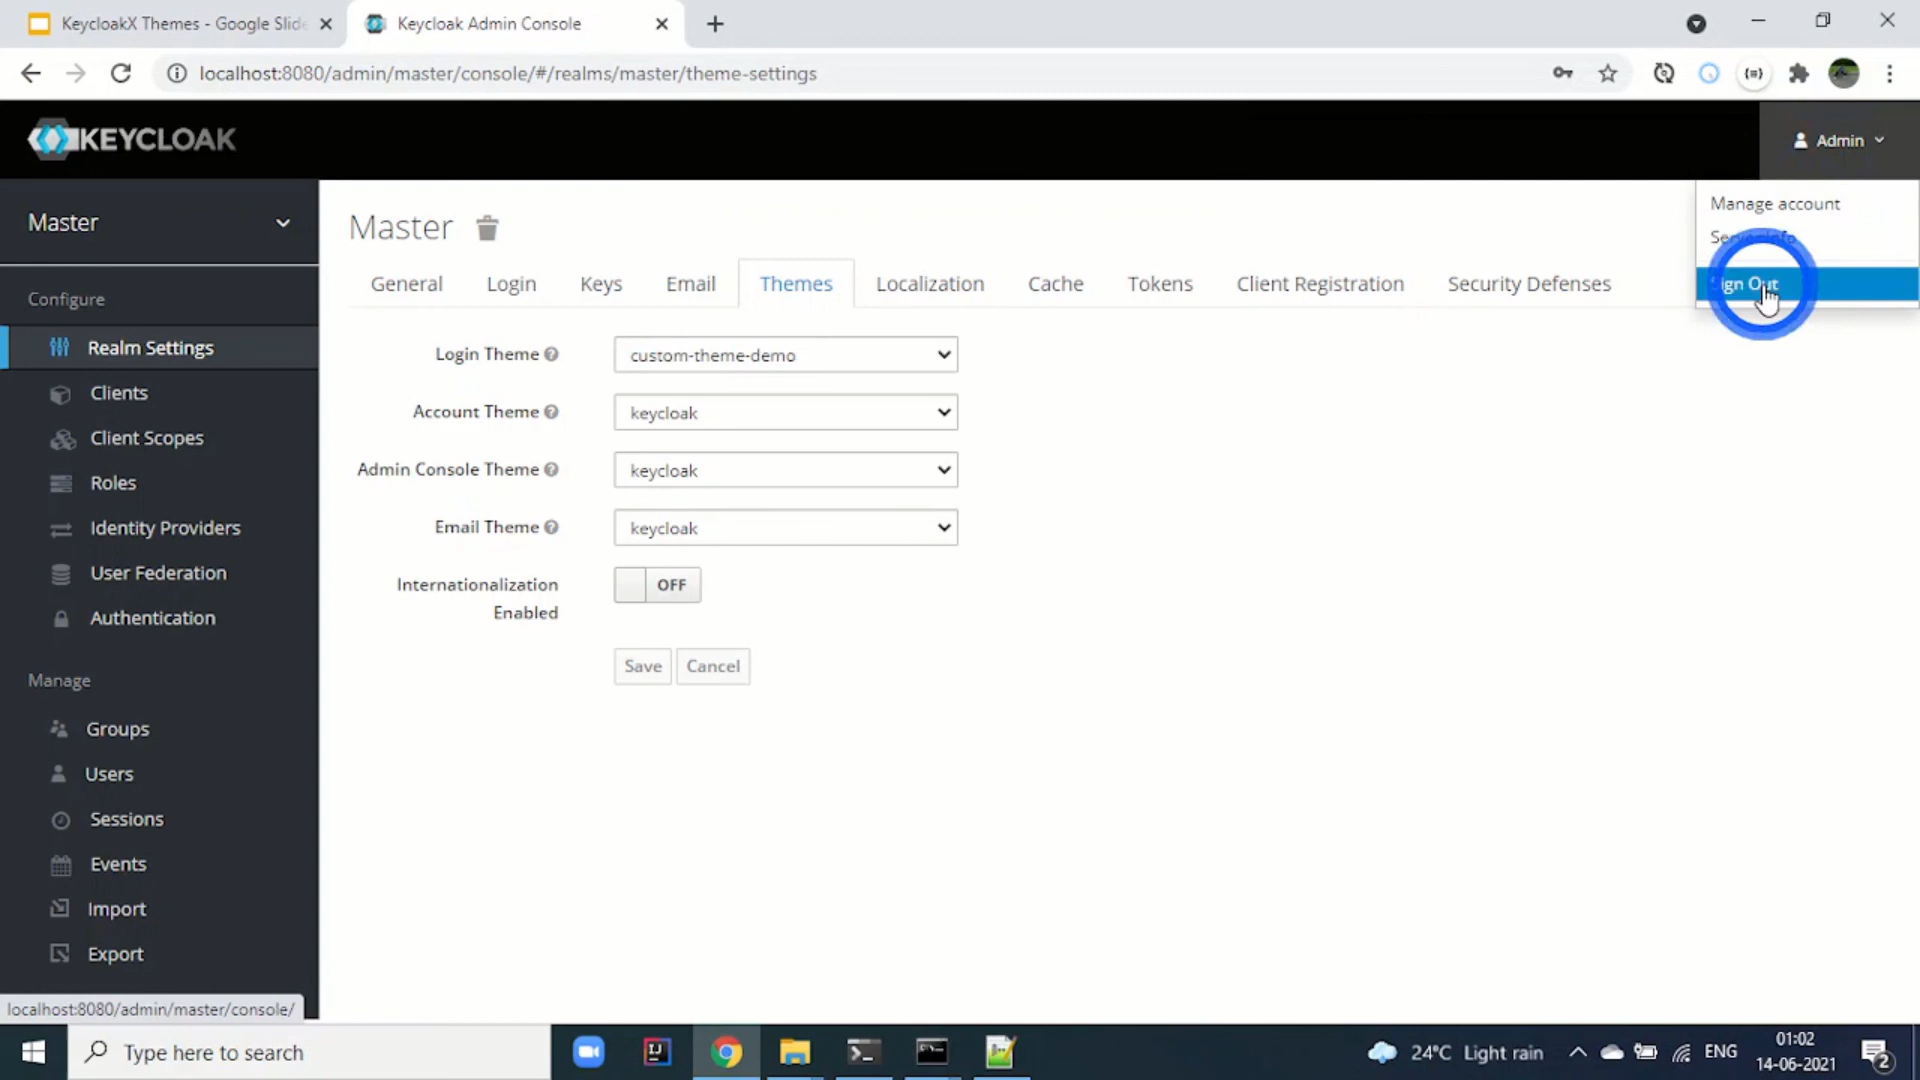 KeycloakX Themes - Google Slide
Keycloak Admin Console
localhost:8080/admin/master/console/#/realms/master/theme-settings
KEYCLOAK
Admin
Manage account
Sign Out
Master
Configure
Realm Settings
Clients
Client Scopes
Roles
Identity Providers
User Federation
Authentication
Manage
Groups
Users
Sessions
Events
Import
Export
localhost:8080/admin/master/console/
Master
General Login Keys Email Themes Localization Cache Tokens Client Registration Security Defenses
Login Theme custom-theme-demo
Account Theme keycloak
Admin Console Theme keycloak
Email Theme keycloak
Internationalization
Enabled
OFF
Save Cancel
Type here to search
24°C Light rain
ENG
01:02
14-06-2021
2